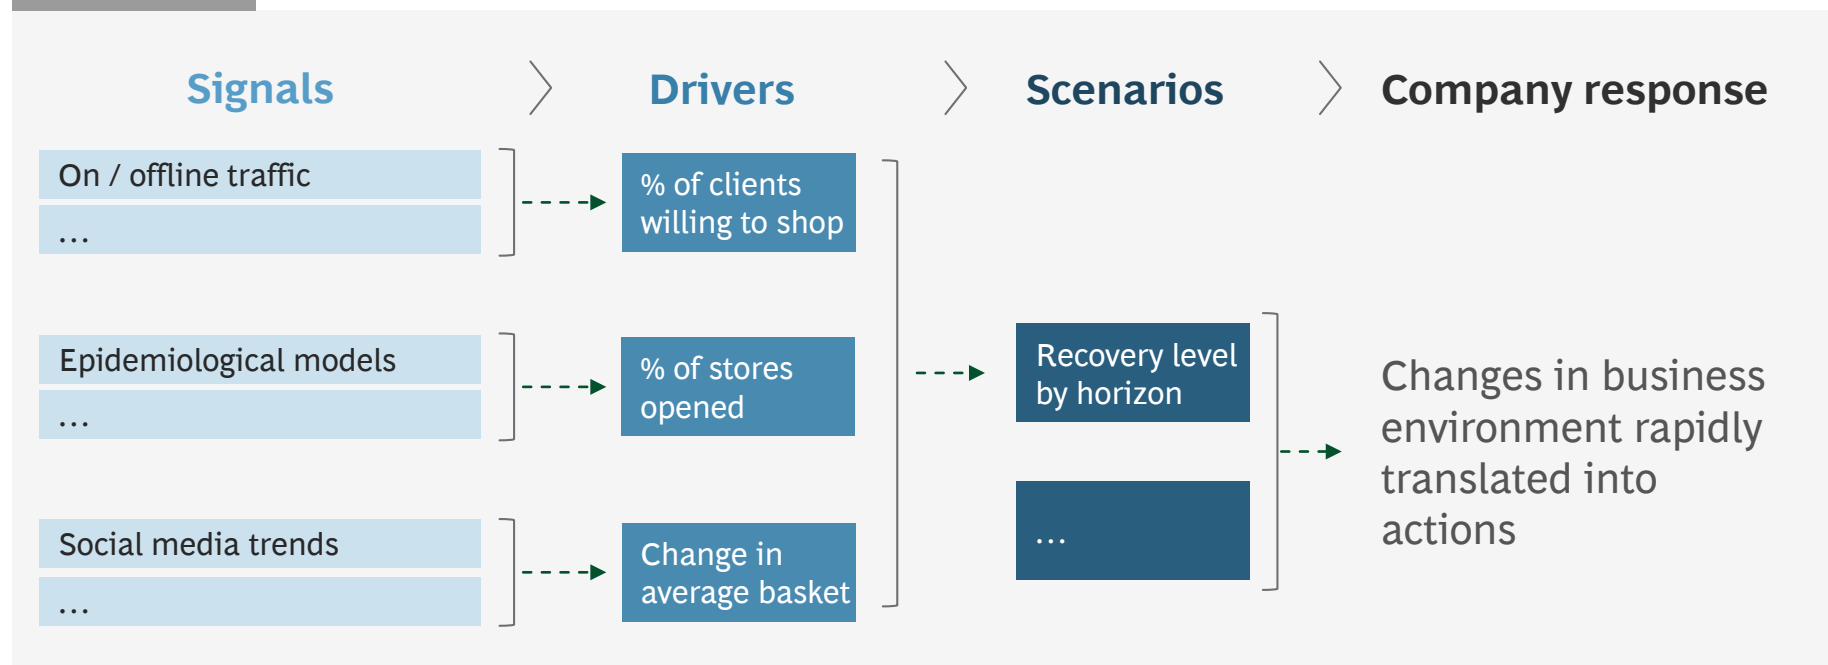 Signals
Drivers
Scenarios
Company response
On / offline traffic
...
% of clients
willing to shop
Epidemiological models
...
% of stores
opened
Social media trends
...
Change in
average basket
Recovery level
by horizon
...
Changes in business
environment rapidly
translated into
actions